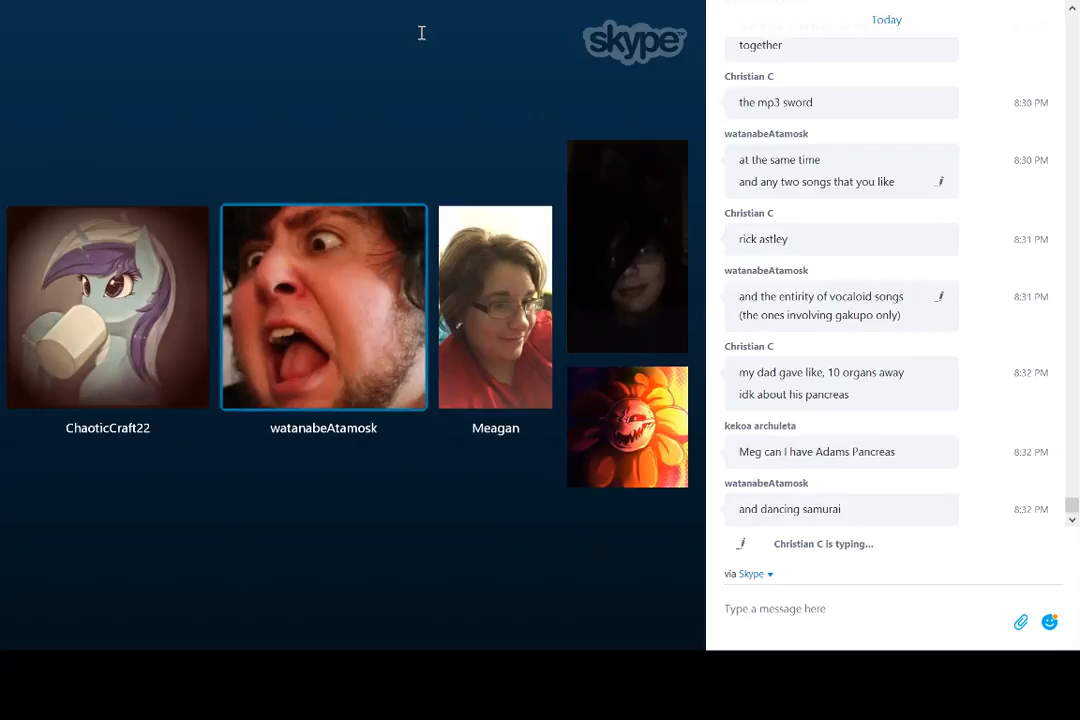 skype
ChaoticCraft22
watanabeAtamosk
Meagan
Today
together
Christian C
the mp3 sword
8:30 PM
watanabeAtamosk
at the same time
8:30 PM
and any two songs that you like
Christian C
rick astley
8:31 PM
watanabeAtamosk
and the entirity of vocaloid songs
8:31 PM
(the ones involving gakupo only)
Christian C
my dad gave like, 10 organs away
8:32 PM
idk about his pancreas
kekoa archuleta
Meg can I have Adams Pancreas
8:32 PM
watanabeAtamosk
and dancing samurai
8:32 PM
Christian C is typing...
via Skype
Type a message here